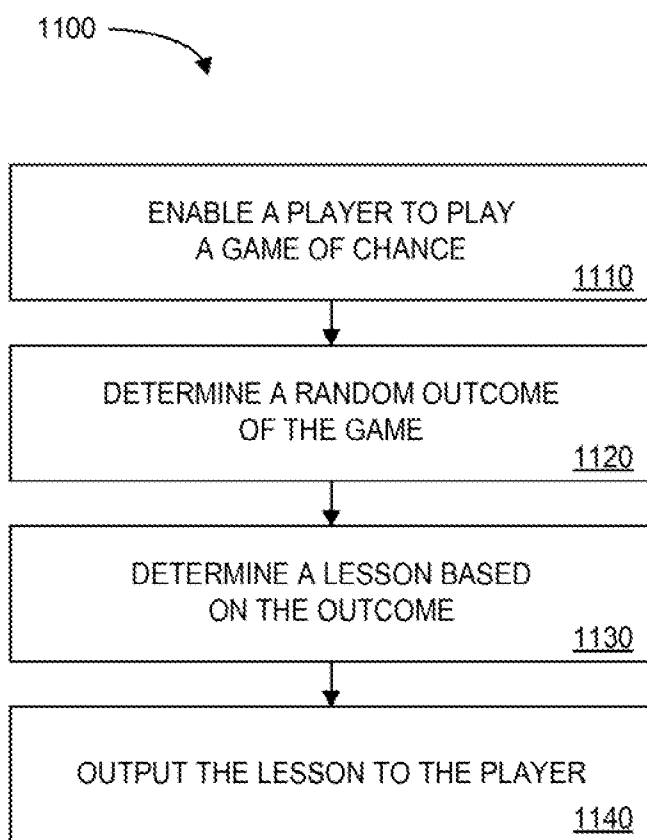 1100
ENABLE A PLAYER TO PLAY
A GAME OF CHANCE
1110
DETERMINE A RANDOM OUTCOME
OF THE GAME
1120
DETERMINE A LESSON BASED
ON THE OUTCOME
1130
OUTPUT THE LESSON TO THE PLAYER
1140